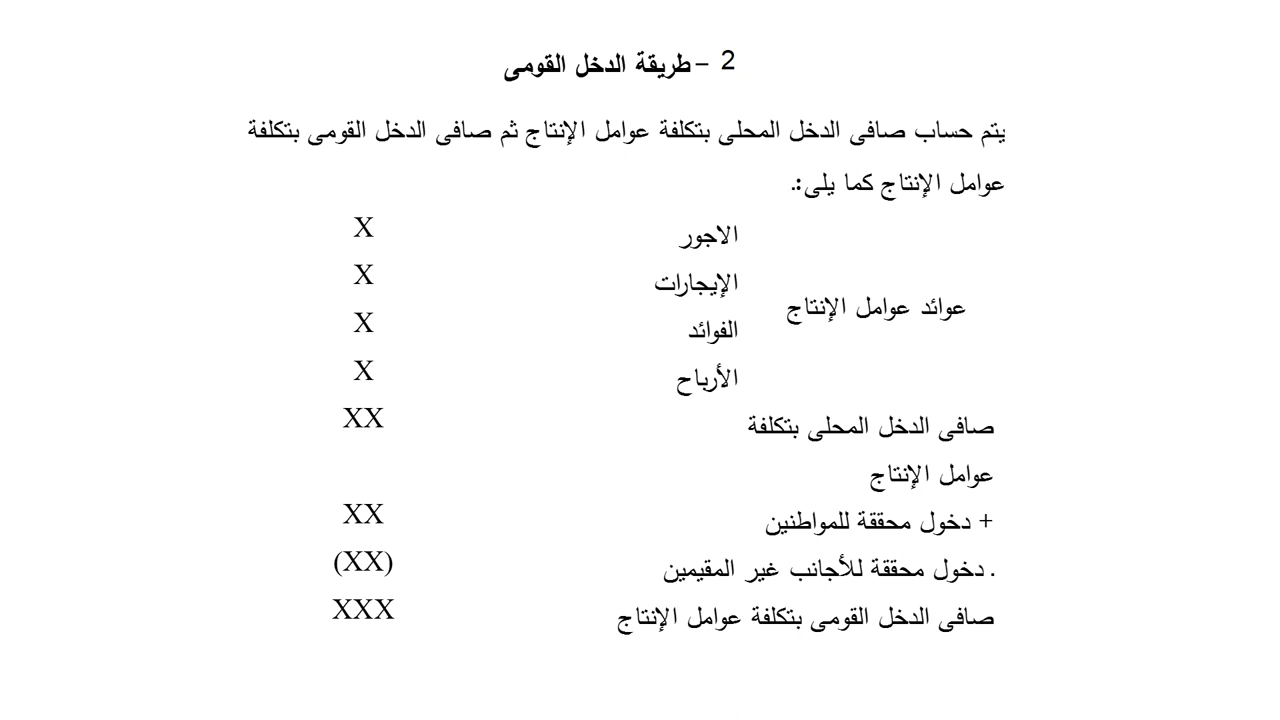 2 – طريقة الدخل القومى
يتم حساب صافى الدخل المحلى بتكلفة عوامل الإنتاج ثم صافى الدخل القومى بتكلفة
عوامل الإنتاج كما يلى:.
الاجور X
الإيجارات X
عوائد عوامل الإنتاج
الفوائد X
الأرباح X
صافى الدخل المحلى بتكلفة XX
عوامل الإنتاج
+ دخول محققة للمواطنين XX
. دخول محققة للأجانب غير المقيمين (XX)
صافى الدخل القومى بتكلفة عوامل الإنتاج XXX